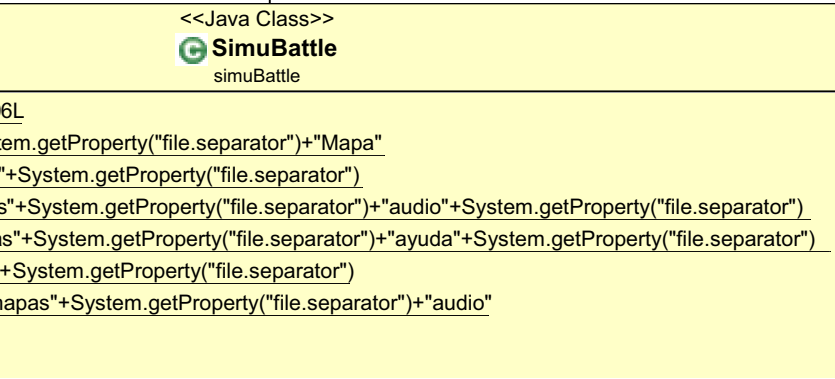 <<Java Class>>
SimuBattle
simuBattle
6L
em.getProperty("file.separator")+"Mapa"
"+System.getProperty("file.separator")
s"+System.getProperty("file.separator")+"audio"+System.getProperty("file.separator")
as"+System.getProperty("file.separator")+"ayuda"+System.getProperty("file.separator")
+System.getProperty("file.separator")
apas"+System.getProperty("file.separator")+"audio"